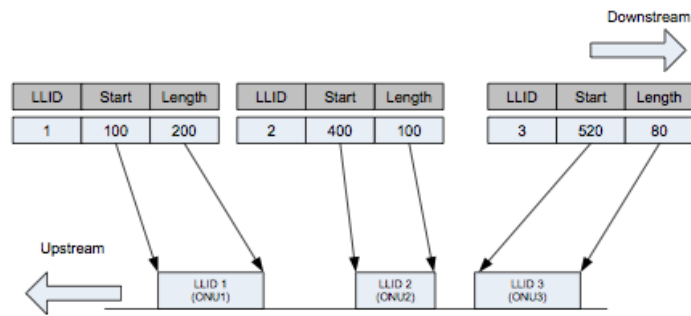 Downstream
LLID Start Length
1 100 200
LLID Start Length
2 400 100
LLID Start Length
3 520 80
Upstream
LLID 1
(ONU1)
LLID 2
(ONU2)
LLID 3
(ONU3)